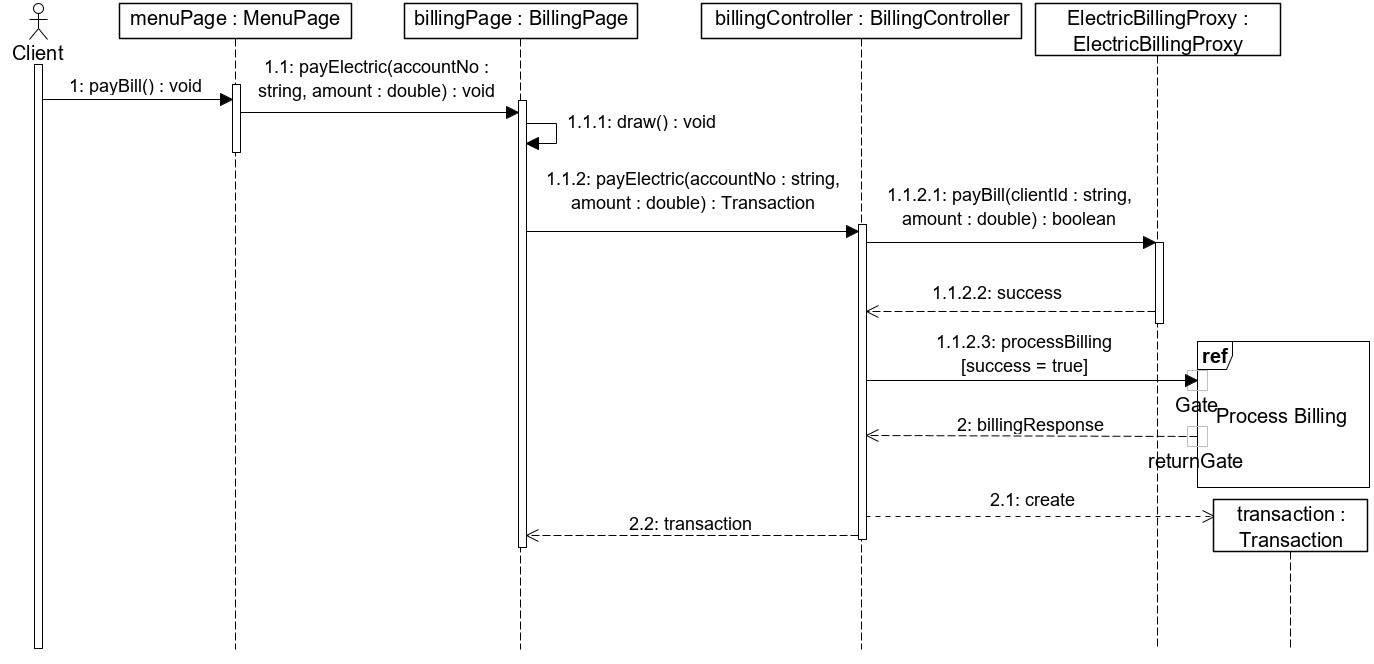 Client
menuPage : MenuPage
billingPage : BillingPage
billingController : BillingController
ElectricBillingProxy :
ElectricBillingProxy
1: payBill() : void
1.1: payElectric(accountNo :
string, amount : double) : void
1.1.1: draw() : void
1.1.2: payElectric(accountNo : string,
amount : double) : Transaction
1.1.2.1: payBill(clientId : string,
amount : double) : boolean
1.1.2.2: success
1.1.2.3: processBilling
[success = true]
ref
Gate
Process Billing
2: billingResponse
returnGate
2.1: create
transaction :
Transaction
2.2: transaction